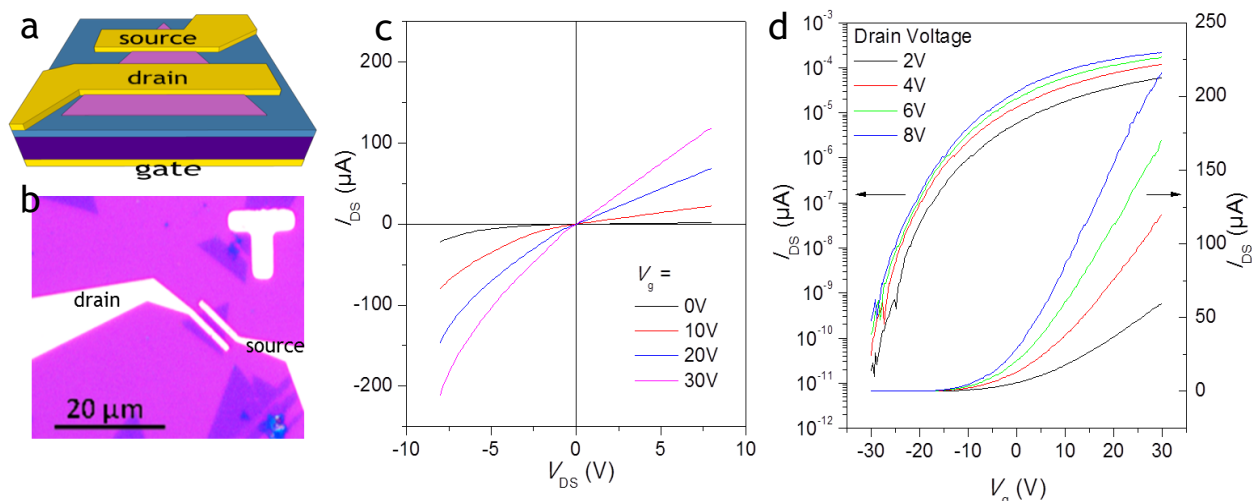 a
source
drain
gate
b
drain
source
20 µm
c
200
100
0
-100
-200
I_DS (µA)
-10
-5
0
5
10
V_DS (V)
V_g =
0V
10V
20V
30V
d
Drain Voltage
2V
4V
6V
8V
10⁻³
10⁻⁴
10⁻⁵
10⁻⁶
10⁻⁷
10⁻⁸
10⁻⁹
10⁻¹⁰
10⁻¹¹
10⁻¹²
I_DS (µA)
250
200
150
100
50
0
I_DS (µA)
-30
-20
-10
0
10
20
30
V_g (V)